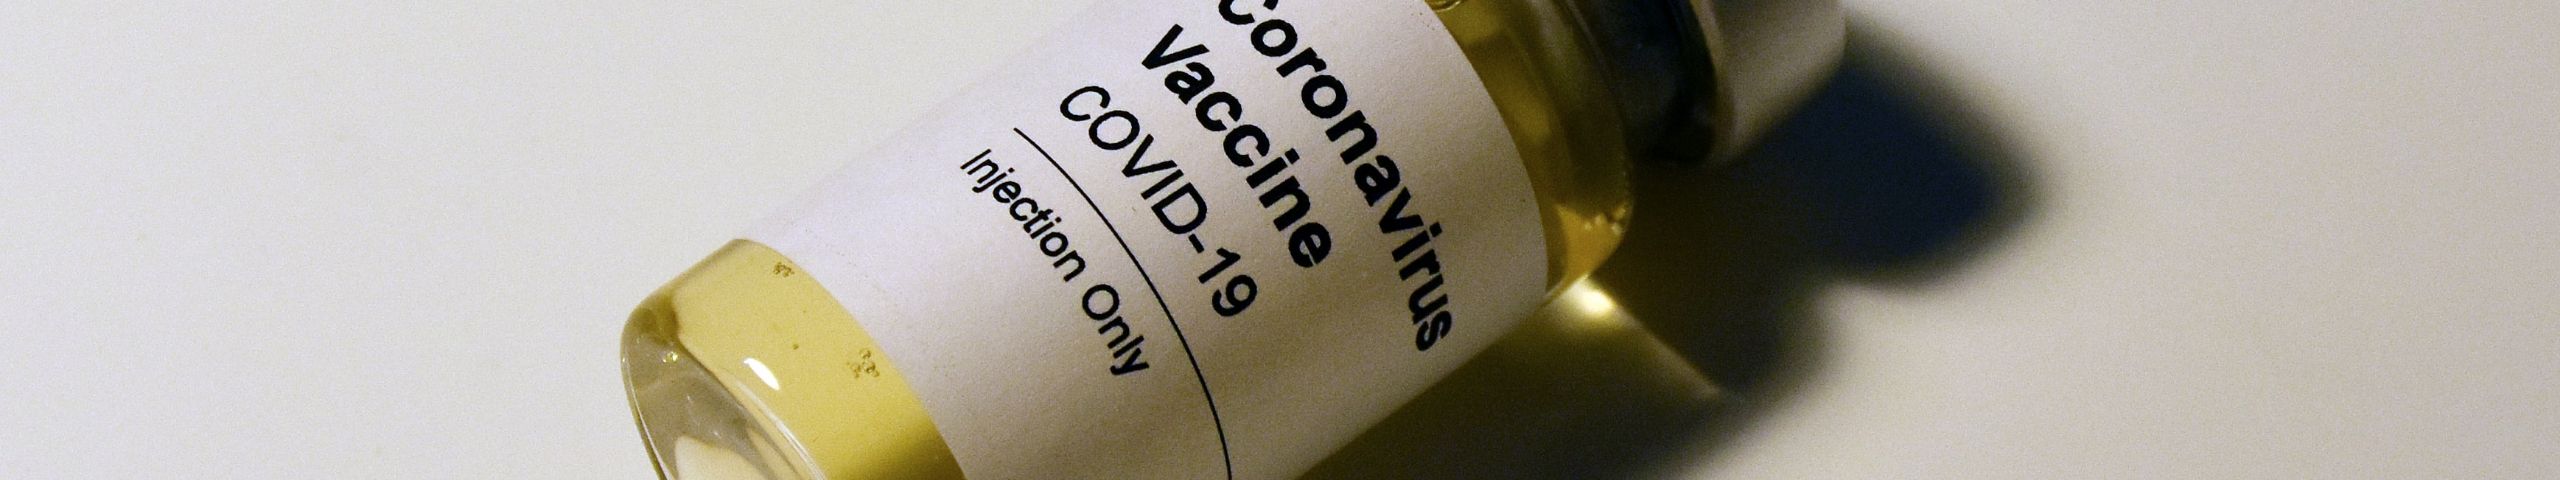 Coronavirus
Vaccine
COVID-19
Injection Only